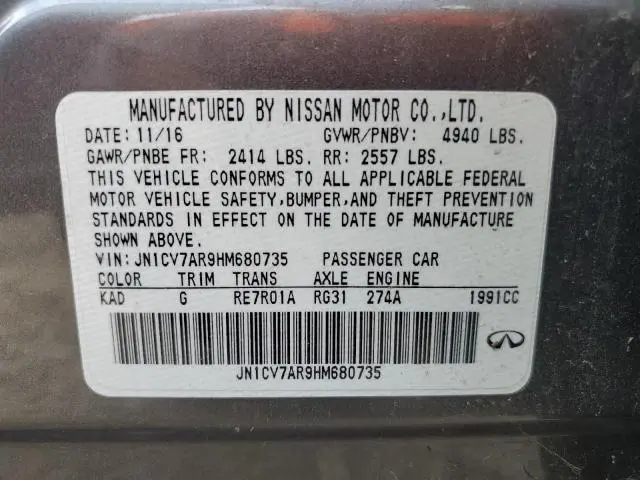 MANUFACTURED BY NISSAN MOTOR CO.,LTD.
DATE: 11/16 GVWR/PNBV: 4940 LBS.
GAWR/PNBE FR: 2414 LBS. RR: 2557 LBS.
THIS VEHICLE CONFORMS TO ALL APPLICABLE FEDERAL
MOTOR VEHICLE SAFETY,BUMPER,AND THEFT PREVENTION
STANDARDS IN EFFECT ON THE DATE OF MANUFACTURE
SHOWN ABOVE.
VIN: JN1CV7AR9HM680735 PASSENGER CAR
COLOR TRIM TRANS AXLE ENGINE
KAD G RE7R01A RG31 274A 1991CC
JN1CV7AR9HM680735